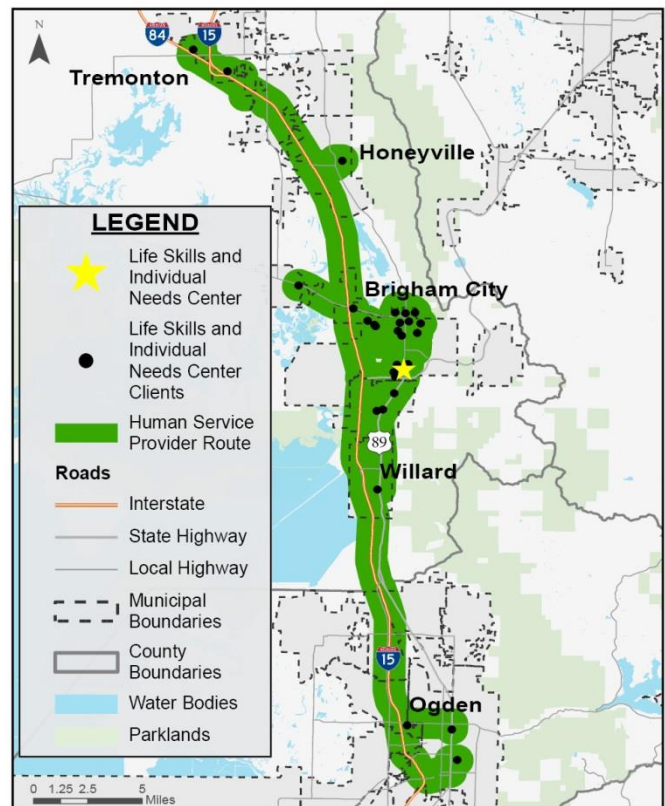 N
84
15
Tremonton
Honeyville
LEGEND
Life Skills and
Individual
Needs Center
Life Skills and
Individual
Needs Center
Clients
Human Service
Provider Route
Roads
Interstate
State Highway
Local Highway
Municipal
Boundaries
County
Boundaries
Water Bodies
Parklands
Brigham City
89
Willard
15
Ogden
0 1.25 2.5 5
Miles